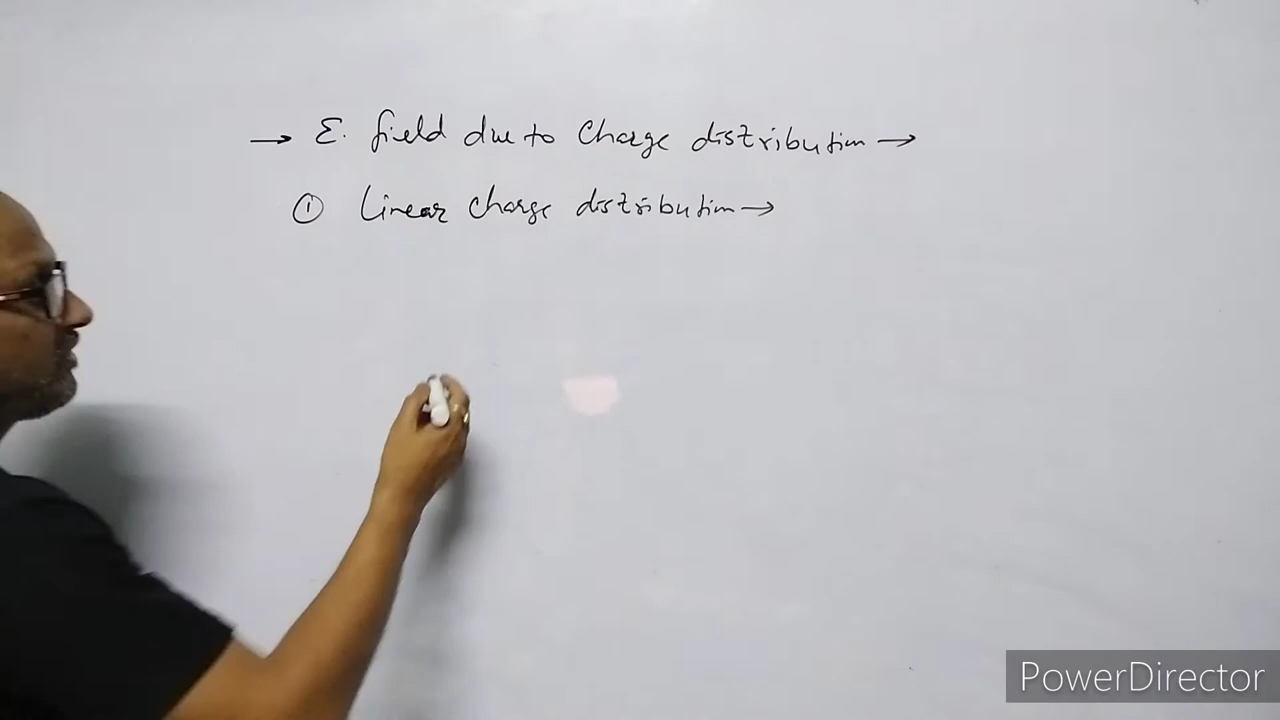 → E. field due to Charge distribution →
① Linear charge distribution →
PowerDirector